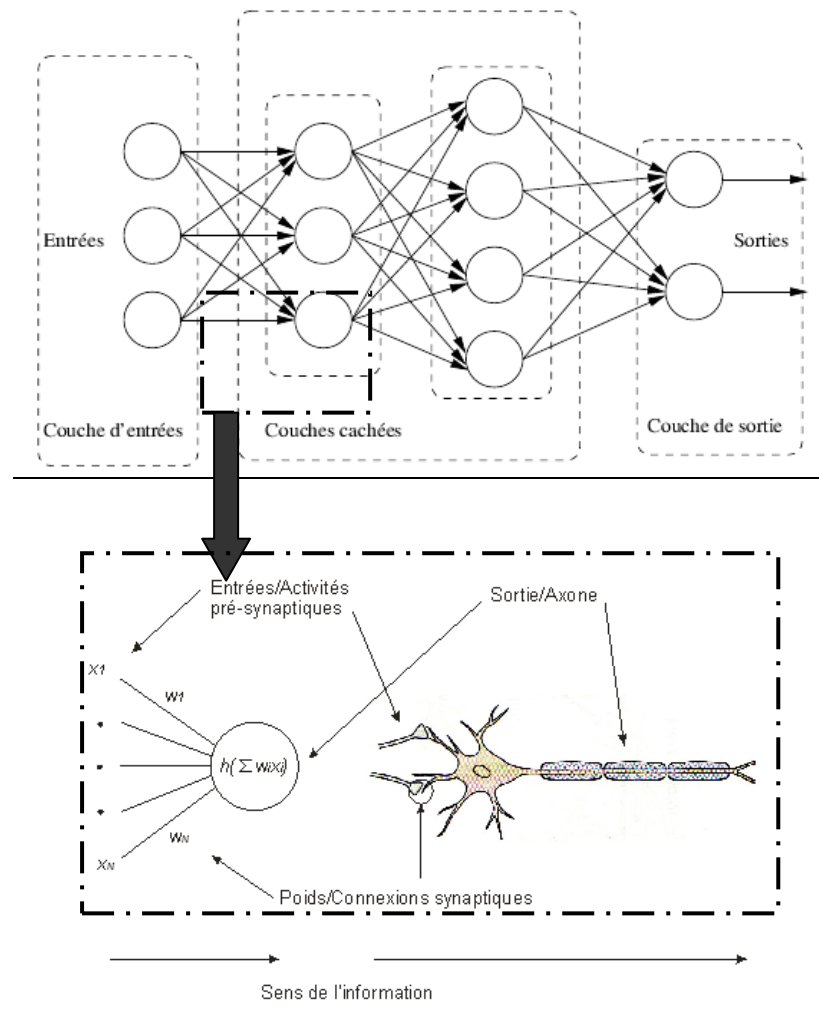 Entrées
Sorties
Couche d'entrées
Couches cachées
Couche de sortie
Entrées/Activités
pré-synaptiques
Sortie/Axone
X1
W1
h(∑wixi)
WN
XN
Poids/Connexions synaptiques
Sens de l'information